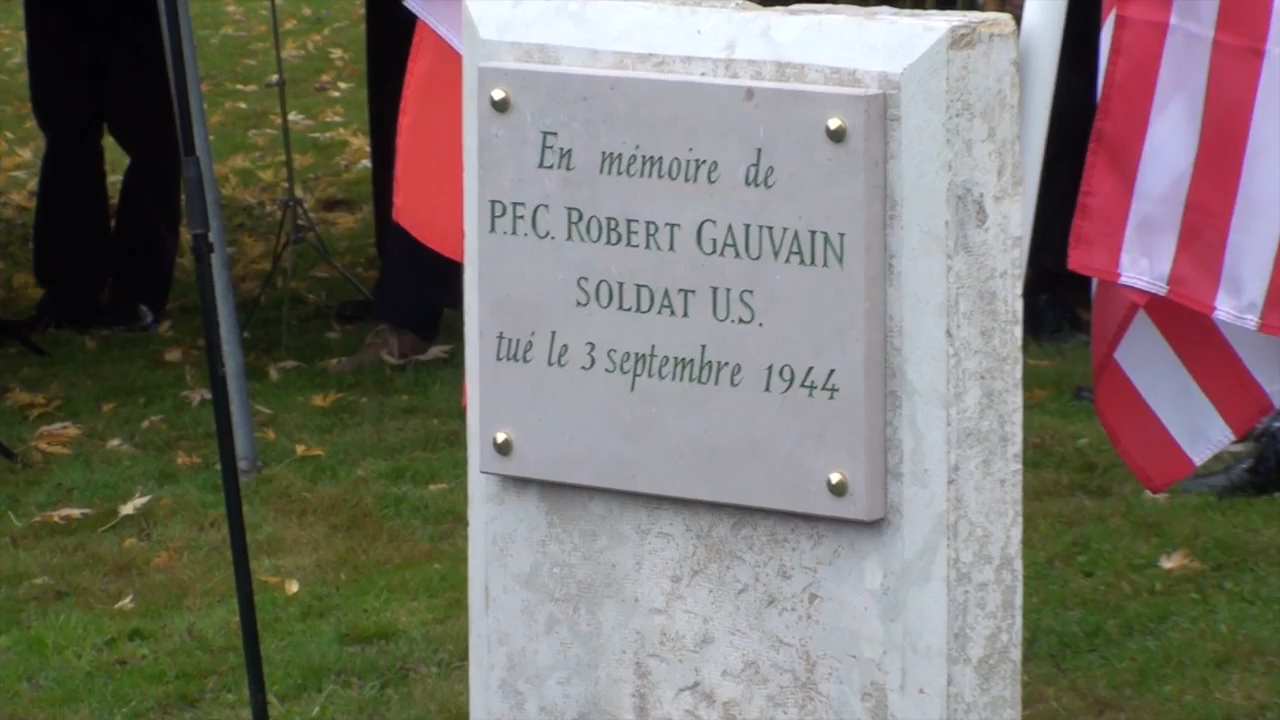 En mémoire de
P.F.C. ROBERT GAUVAIN
SOLDAT U.S.
tué le 3 septembre 1944